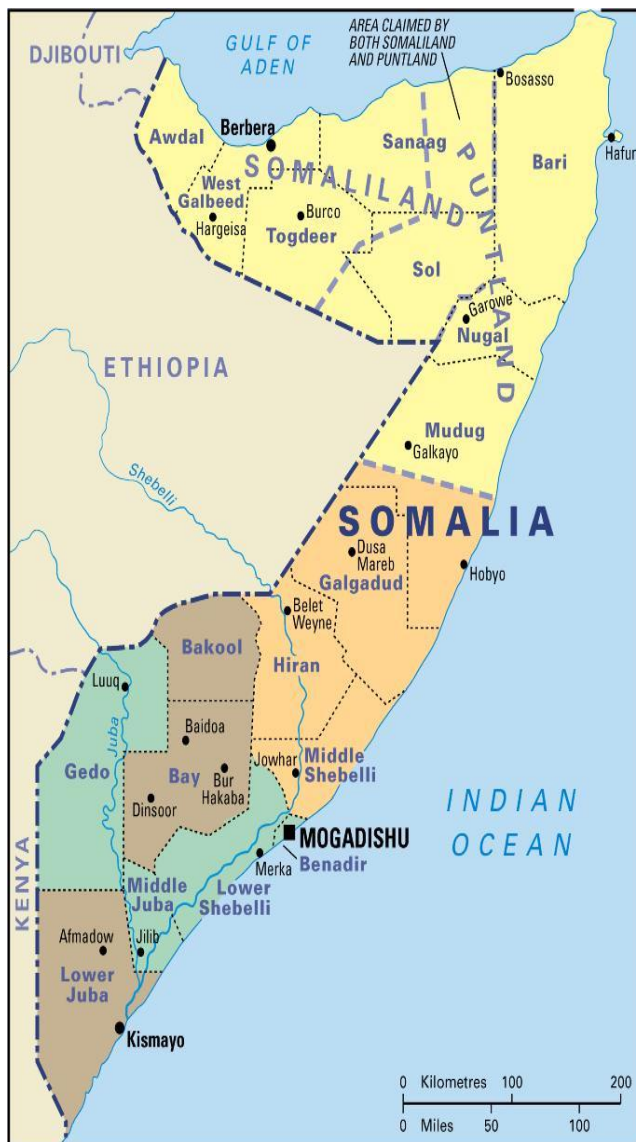 AREA CLAIMED BY
BOTH SOMALILAND
AND PUNTLAND
DJIBOUTI
GULF OF
ADEN
Bosasso
Awdal
Berbera
Sanaag
Hafun
Bari
SOMALILAND
PUNTLAND
West
Galbeed
Hargeisa
Burco
Togdeer
Sol
Garowe
Nugal
ETHIOPIA
Mudug
Galkayo
Shebelli
SOMALIA
Dusa
Mareb
Galgadud
Hobyo
Belet
Weyne
Bakool
Hiran
Luuq
Juba
Baidoa
Gedo
Bay
Bur
Hakaba
Dinsoor
Jowhar
Middle
Shebelli
INDIAN
OCEAN
MOGADISHU
Benadir
Merka
Middle
Juba
Lower
Shebelli
KENYA
Afmadow
Jilib
Lower
Juba
Kismayo
0 Kilometres 100 200
0 Miles 50 100